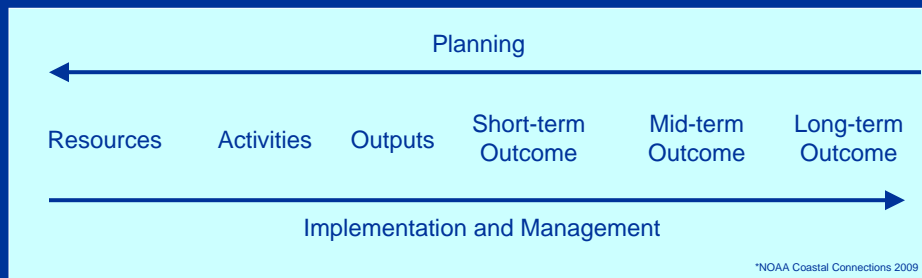 Planning
Resources Activities Outputs Short-term Outcome Mid-term Outcome Long-term Outcome
Implementation and Management
*NOAA Coastal Connections 2009